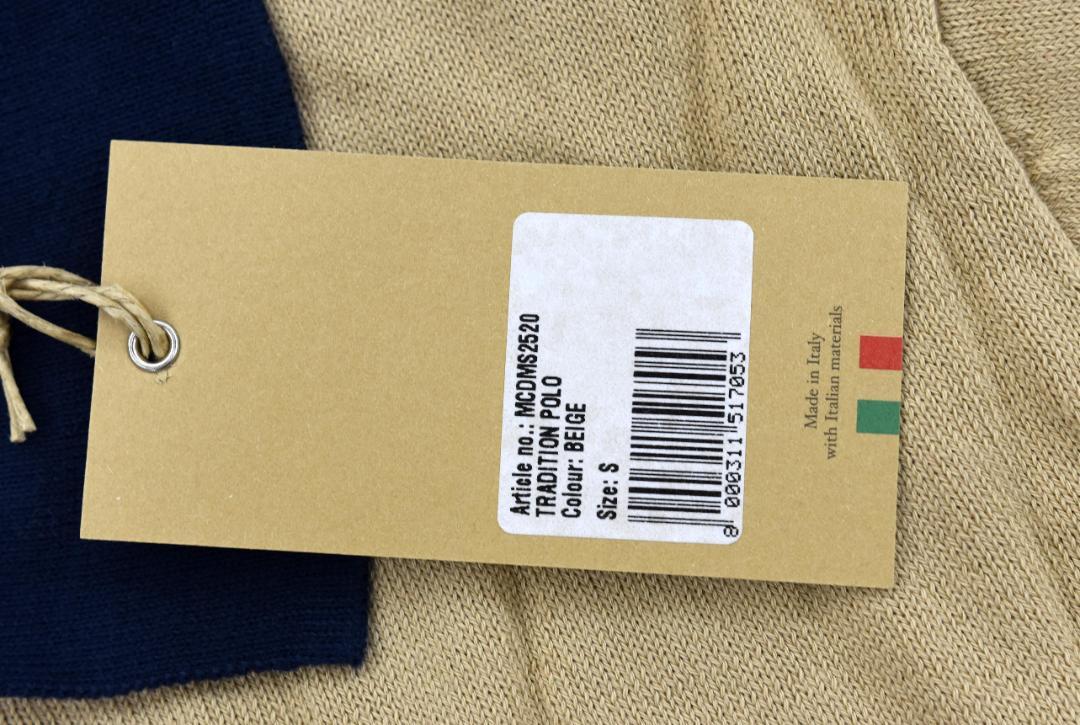 Article no.: MCDMS2520
TRADITION POLO
Colour: BEIGE
Size: S
8 000311 517053
Made in Italy
with Italian materials